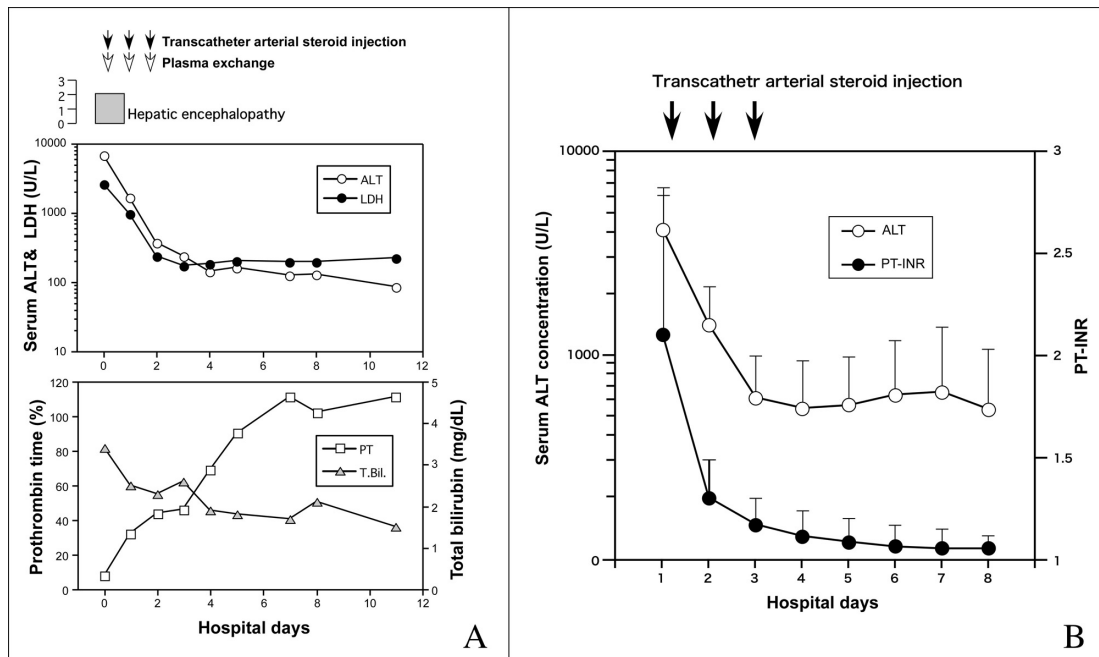 Transcatheter arterial steroid injection
Plasma exchange
3
2
1
0
Hepatic encephalopathy
10000
1000
100
10
Serum ALT& LDH (U/L)
ALT
LDH
0 2 4 6 8 10 12
120
100
80
60
40
20
0
Prothrombin time (%)
PT
T.Bil.
5
4
3
2
1
0
Total bilirubin (mg/dL)
0 2 4 6 8 10 12
Hospital days
A
Transcathetr arterial steroid injection
10000
1000
0
Serum ALT concentration (U/L)
ALT
PT-INR
3
2.5
2
1.5
1
PT-INR
1 2 3 4 5 6 7 8
Hospital days
B